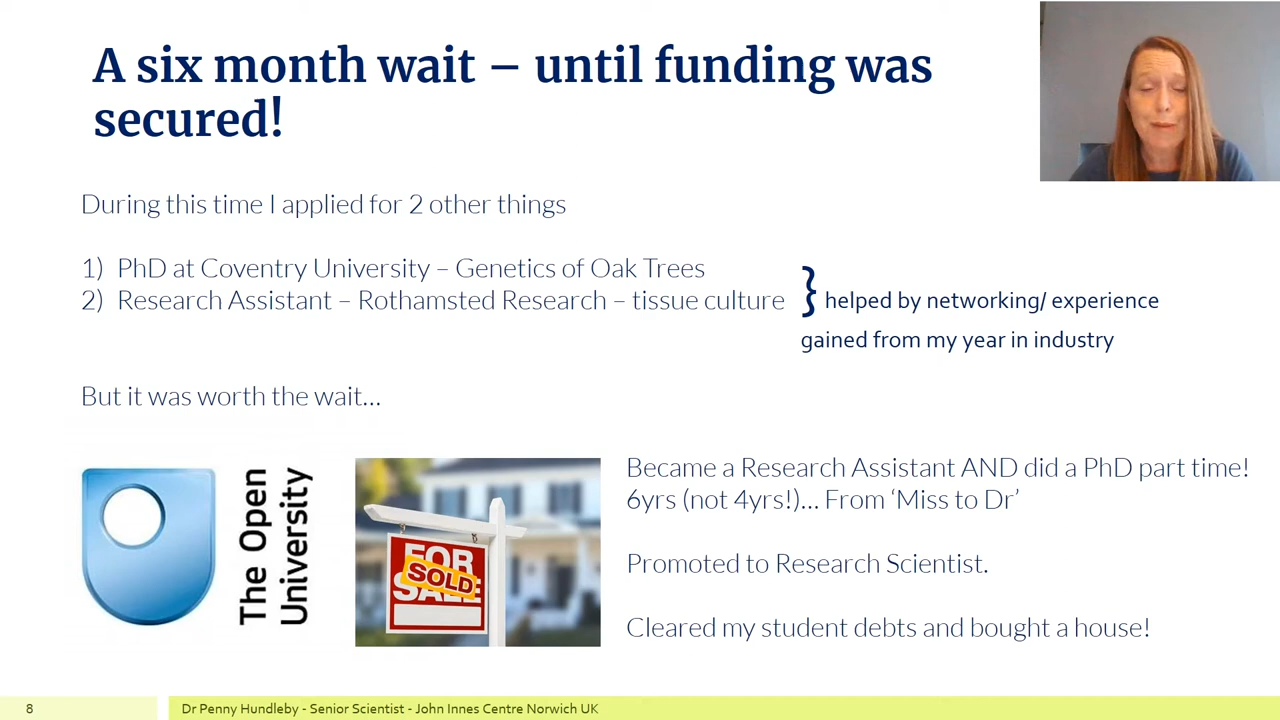 A six month wait – until funding was
secured!
During this time I applied for 2 other things
1) PhD at Coventry University – Genetics of Oak Trees
2) Research Assistant – Rothamsted Research – tissue culture
} helped by networking/ experience
gained from my year in industry
But it was worth the wait...
The Open
University
FOR
SOLD
SALE
Became a Research Assistant AND did a PhD part time!
6yrs (not 4yrs!)... From ‘Miss to Dr’
Promoted to Research Scientist.
Cleared my student debts and bought a house!
8
Dr Penny Hundleby - Senior Scientist - John Innes Centre Norwich UK